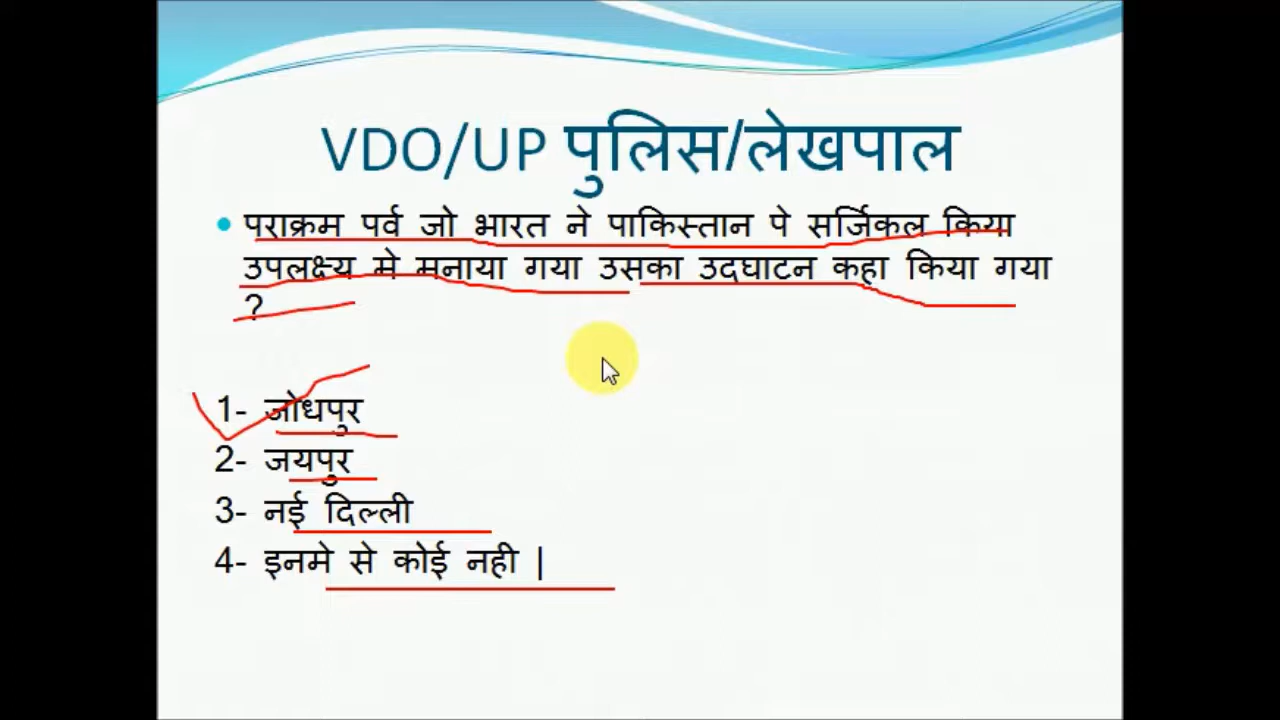 VDO/UP पुलिस/लेखपाल
• पराक्रम पर्व जो भारत ने पाकिस्तान पे सर्जिकल किया
उपलक्ष्य मे मनाया गया उसका उदघाटन कहा किया गया
?
1- जोधपुर
2- जयपुर
3- नई दिल्ली
4- इनमे से कोई नही |